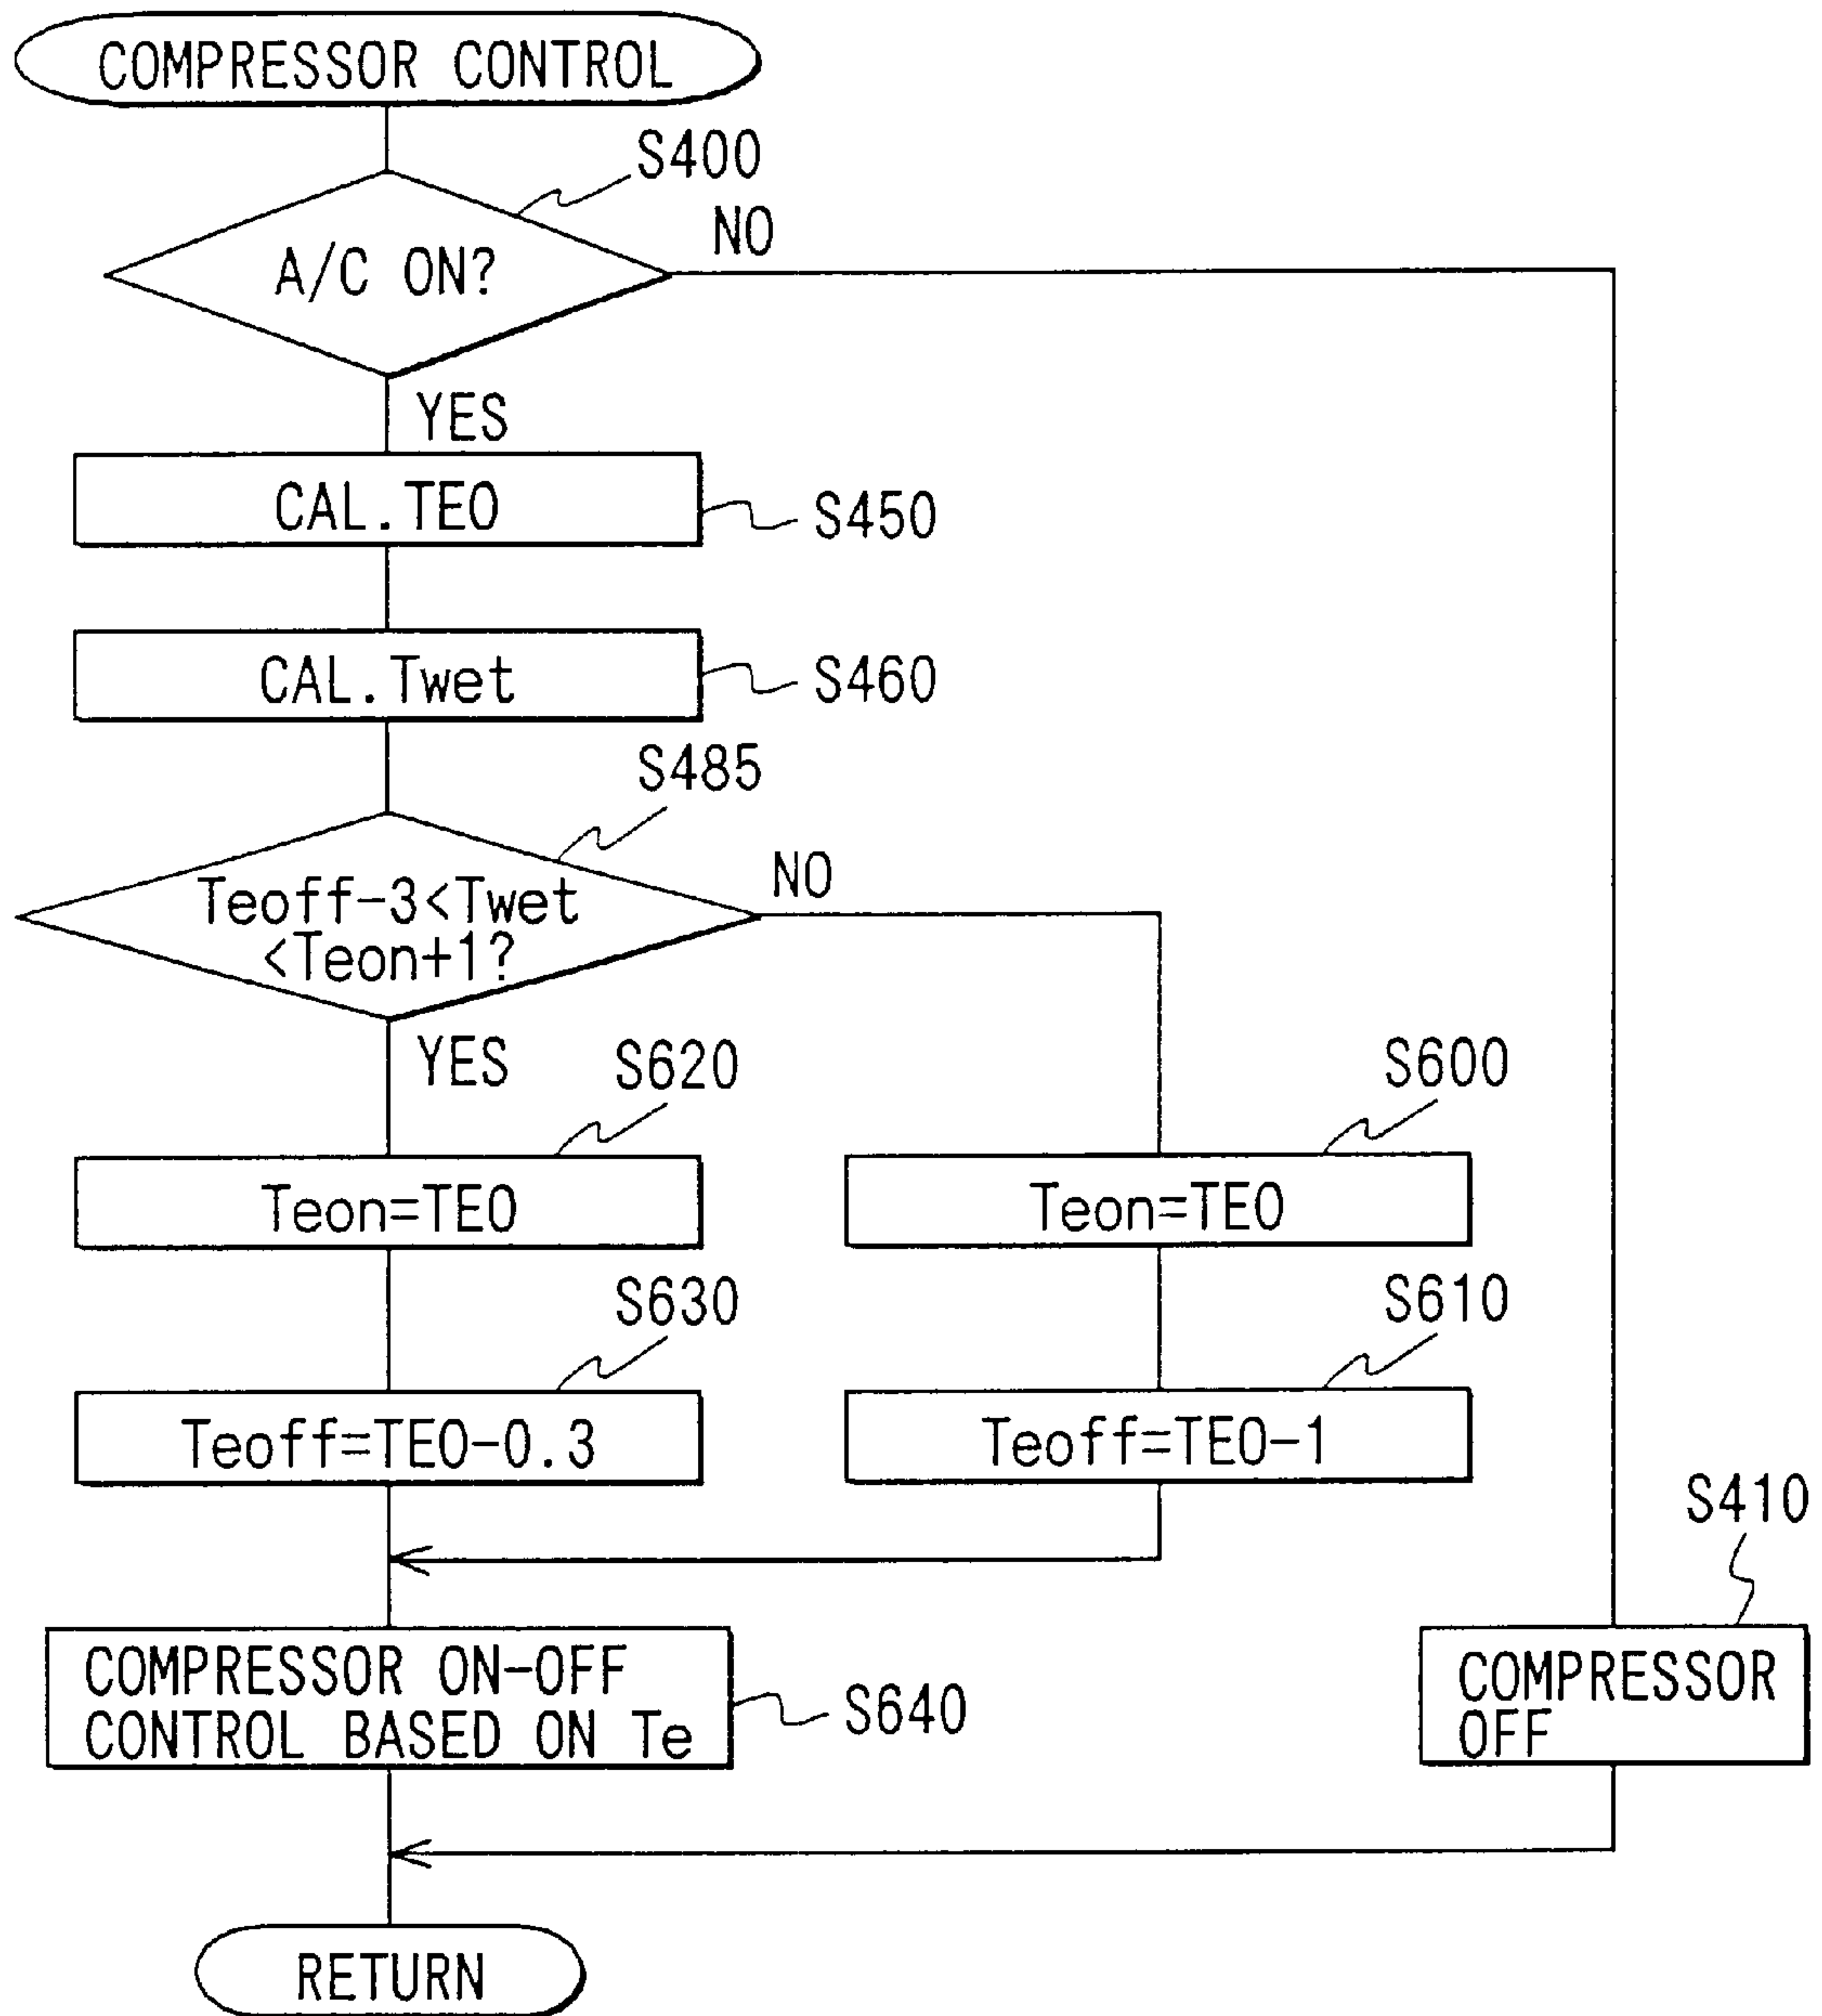 COMPRESSOR CONTROL
S400
A/C ON?
NO
YES
CAL.TEO
S450
CAL.Twet
S460
S485
Teoff-3<Twet
<Teon+1?
NO
YES
S620
S600
Teon=TEO
Teon=TEO
S630
S610
Teoff=TEO-0.3
Teoff=TEO-1
S410
COMPRESSOR ON-OFF
CONTROL BASED ON Te
S640
COMPRESSOR
OFF
RETURN